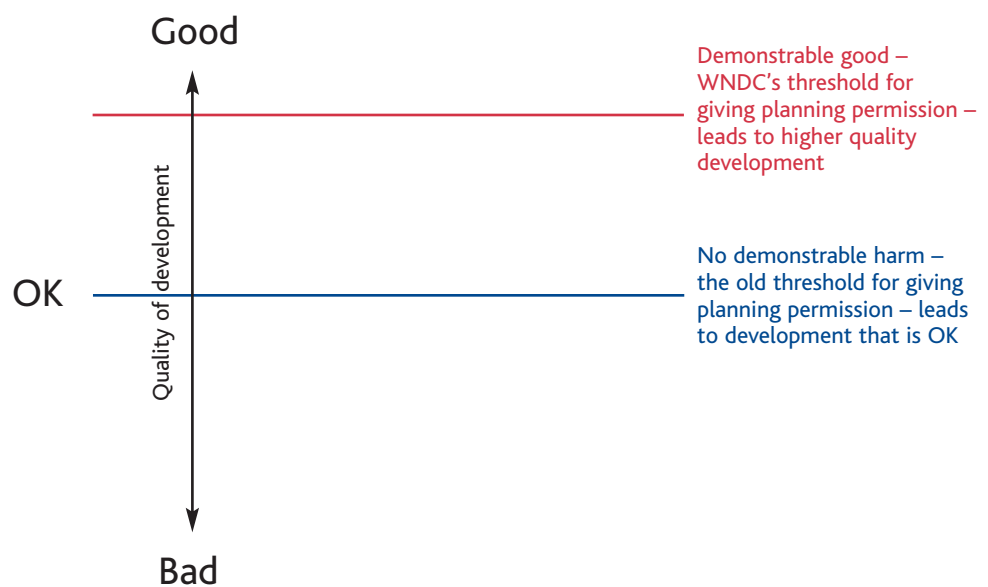 Good
Demonstrable good –
WNDC's threshold for
giving planning permission –
leads to higher quality
development
Quality of development
OK
No demonstrable harm –
the old threshold for giving
planning permission – leads
to development that is OK
Bad